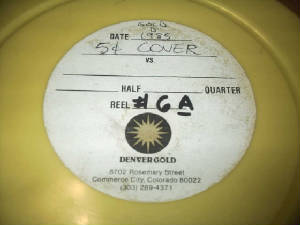 GOLD
DATE 1985
5¢ COVER
VS.
HALF QUARTER
REEL #6A
DENVER GOLD
6702 Rosemary Street
Commerce City, Colorado 80022
(303) 289-4371